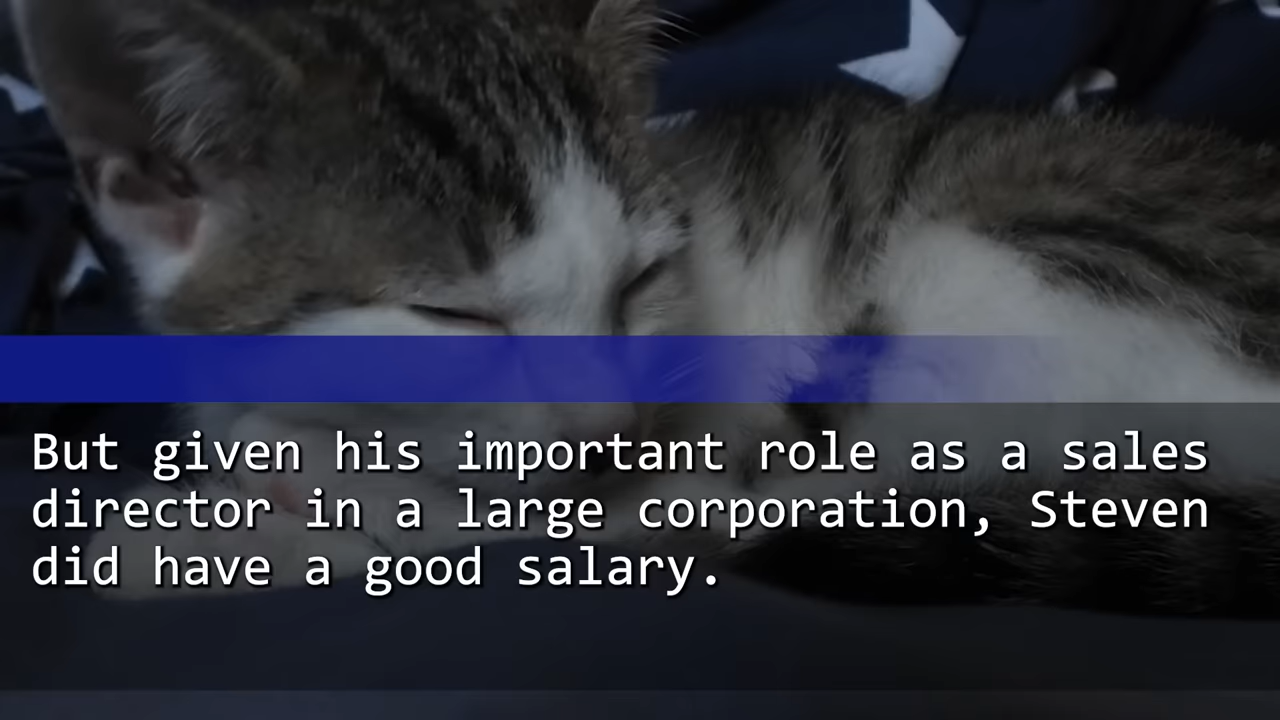 But given his important role as a sales
director in a large corporation, Steven
did have a good salary.